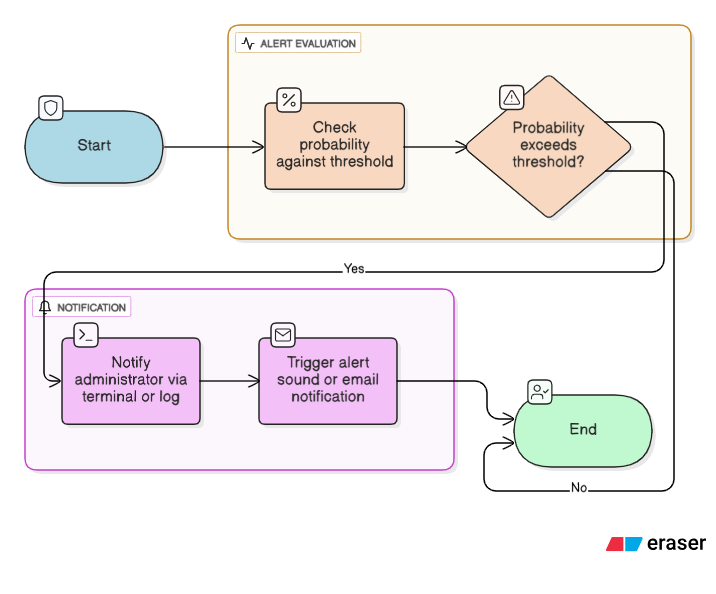 ALERT EVALUATION
Start
Check
probability
against threshold
Probability
exceeds
threshold?
Yes
NOTIFICATION
Notify
administrator via
terminal or log
Trigger alert
sound or email
notification
End
No
eraser